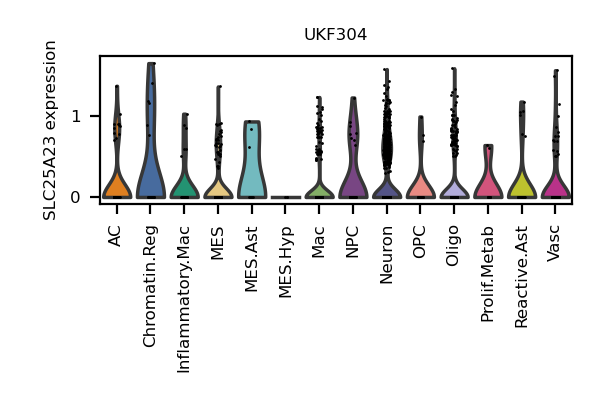 UKF304
SLC25A23 expression
1
0
AC
Chromatin.Reg
Inflammatory.Mac
MES
MES.Ast
MES.Hyp
Mac
NPC
Neuron
OPC
Oligo
Prolif.Metab
Reactive.Ast
Vasc